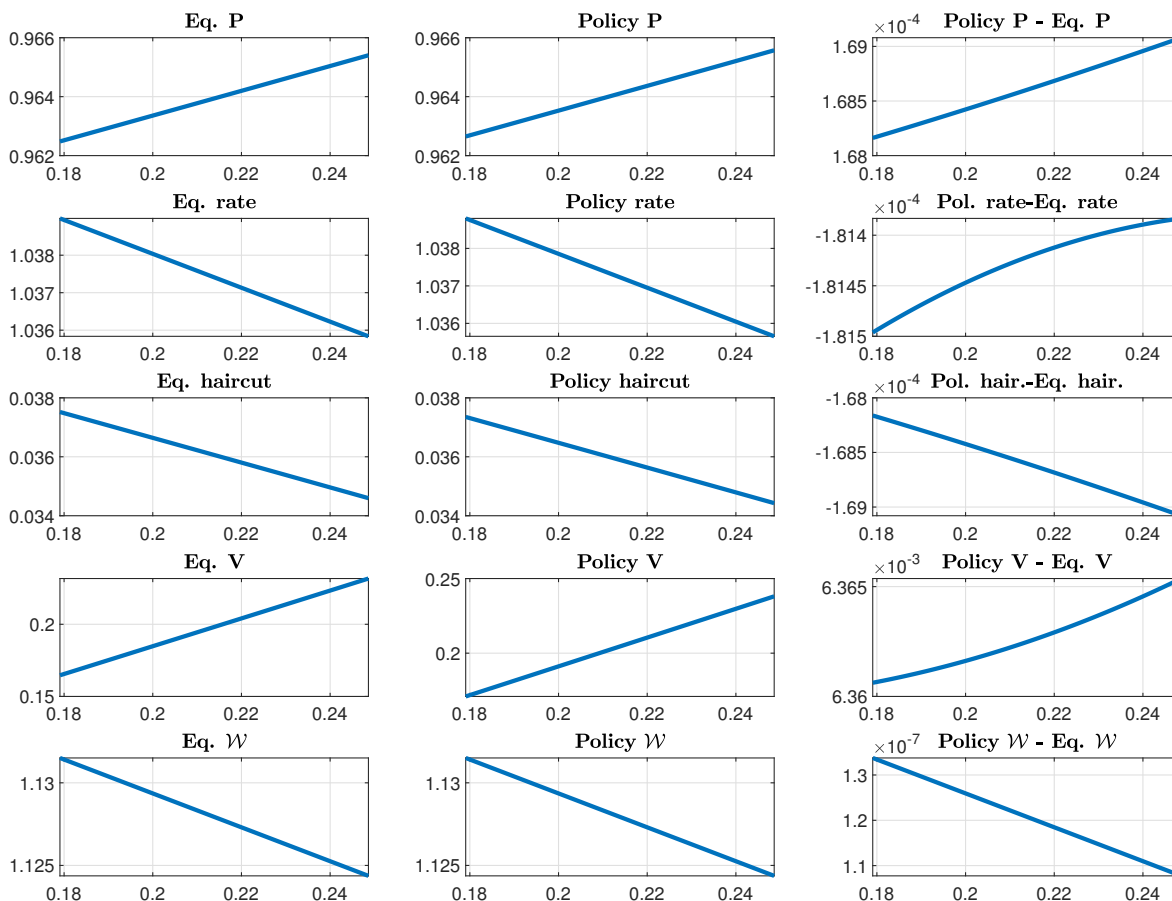 Eq. P
0.966
0.964
0.962
0.18 0.2 0.22 0.24
Policy P
0.966
0.964
0.962
0.18 0.2 0.22 0.24
Policy P - Eq. P
×10⁻⁴
1.69
1.685
1.68
0.18 0.2 0.22 0.24
Eq. rate
1.038
1.037
1.036
0.18 0.2 0.22 0.24
Policy rate
1.038
1.037
1.036
0.18 0.2 0.22 0.24
Pol. rate-Eq. rate
×10⁻⁴
-1.814
-1.8145
-1.815
0.18 0.2 0.22 0.24
Eq. haircut
0.038
0.036
0.034
0.18 0.2 0.22 0.24
Policy haircut
0.038
0.036
0.034
0.18 0.2 0.22 0.24
Pol. hair.-Eq. hair.
×10⁻⁴
-1.68
-1.685
-1.69
0.18 0.2 0.22 0.24
Eq. V
0.2
0.15
0.18 0.2 0.22 0.24
Policy V
0.25
0.2
0.18 0.2 0.22 0.24
Policy V - Eq. V
×10⁻³
6.365
6.36
0.18 0.2 0.22 0.24
Eq. 𝒲
1.13
1.125
0.18 0.2 0.22 0.24
Policy 𝒲
1.13
1.125
0.18 0.2 0.22 0.24
Policy 𝒲 - Eq. 𝒲
×10⁻⁷
1.3
1.2
1.1
0.18 0.2 0.22 0.24